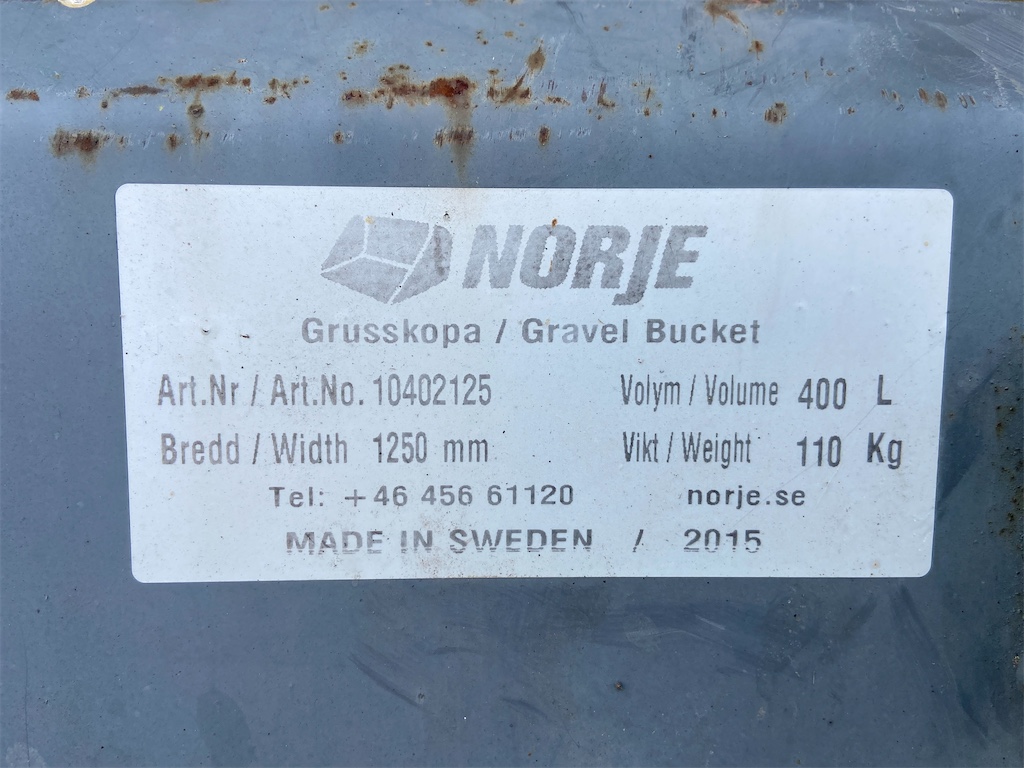 NORJE
Grusskopa / Gravel Bucket
Art.Nr / Art.No. 10402125 Volym / Volume 400 L
Bredd / Width 1250 mm Vikt / Weight 110 Kg
Tel: +46 456 61120 norje.se
MADE IN SWEDEN / 2015